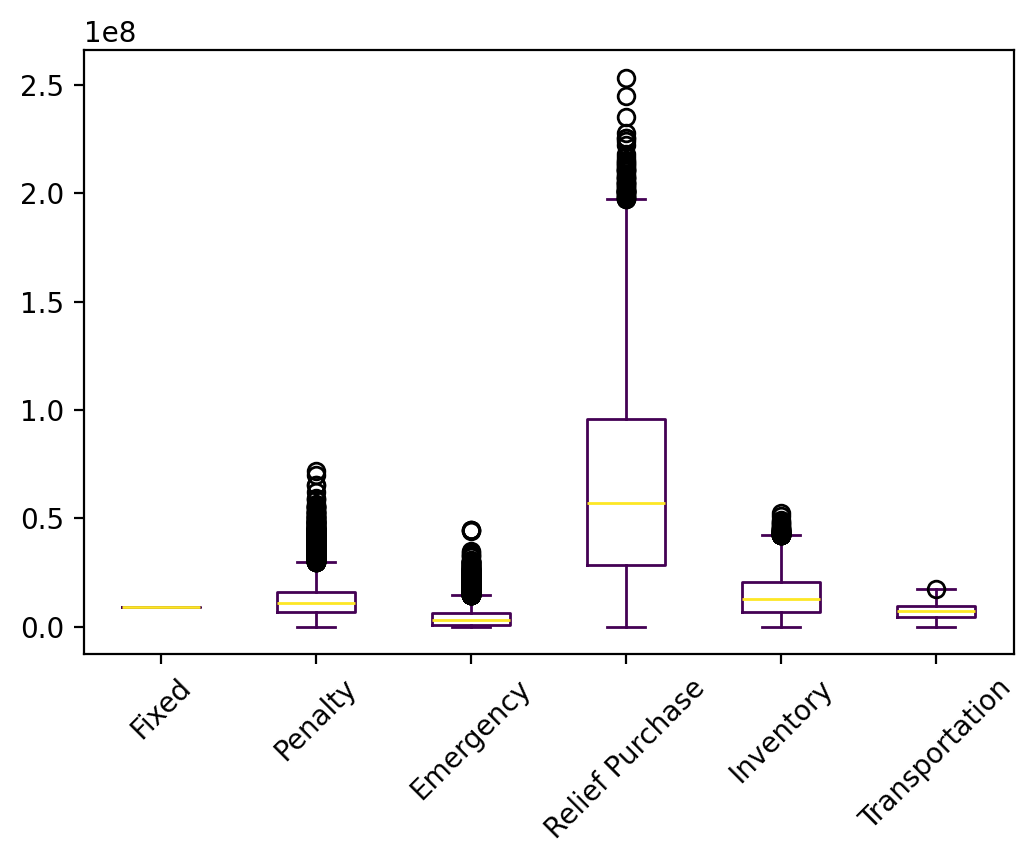 1e8
2.5
2.0
1.5
1.0
0.5
0.0
Fixed
Penalty
Emergency
Relief Purchase
Inventory
Transportation